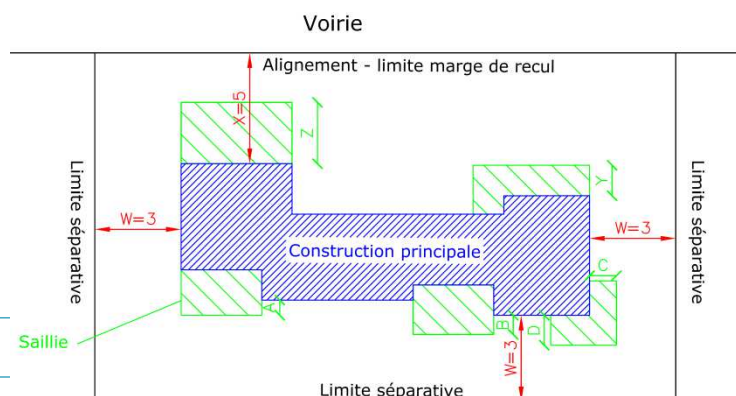 Voirie
Alignement - limite marge de recul
X=5
Z
Limite séparative
Limite séparative
Y
W=3
W=3
Construction principale
C
A
B
D
Saillie
W=3
Limite séparative